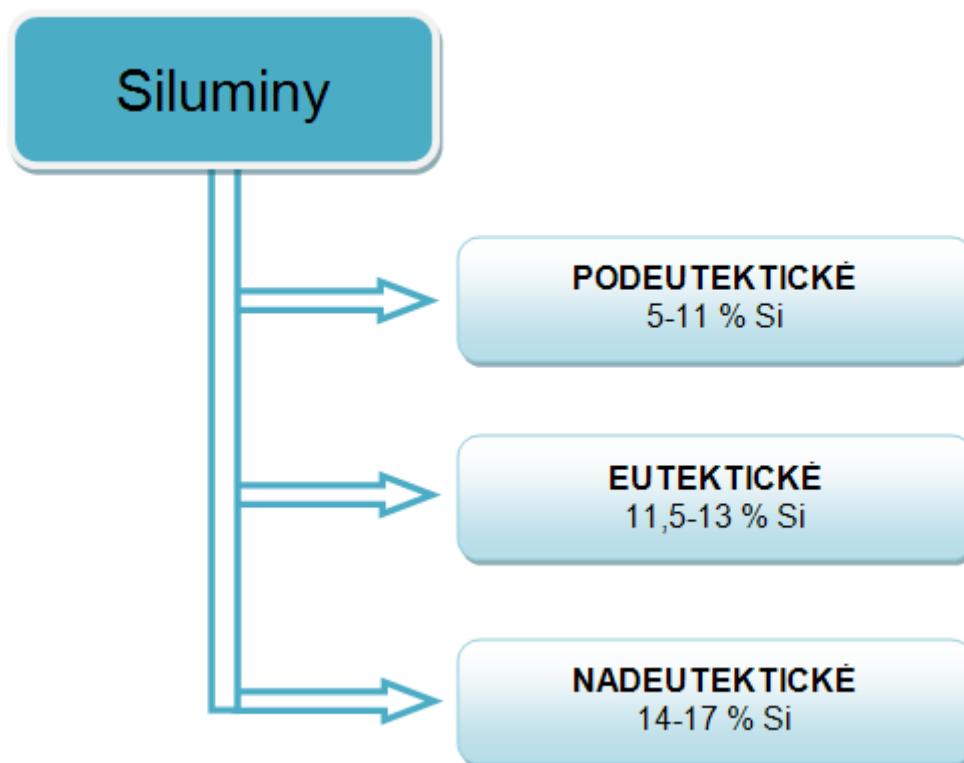 Siluminy
PODEUTEKTICKÉ
5-11 % Si
EUTEKTICKÉ
11,5-13 % Si
NADEUTEKTICKÉ
14-17 % Si